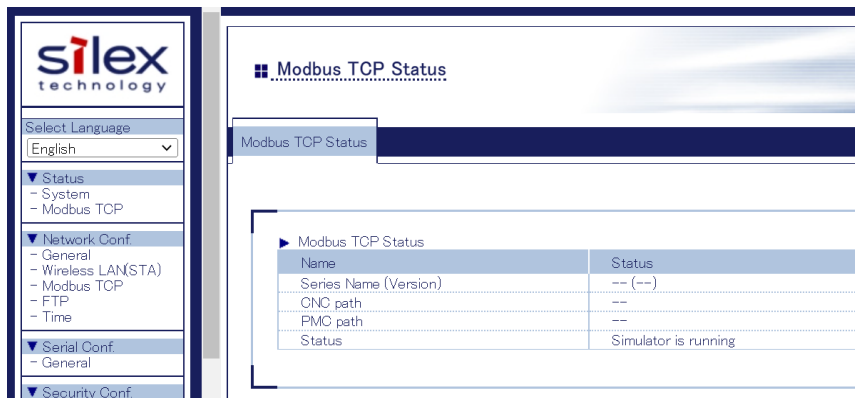 silex
technology
Select Language
English
▼ Status
- System
- Modbus TCP
▼ Network Conf.
- General
- Wireless LAN(STA)
- Modbus TCP
- FTP
- Time
▼ Serial Conf.
- General
▼ Security Conf.
Modbus TCP Status
Modbus TCP Status
Modbus TCP Status
Name Status
Series Name (Version) -- (--)
CNC path --
PMC path --
Status Simulator is running